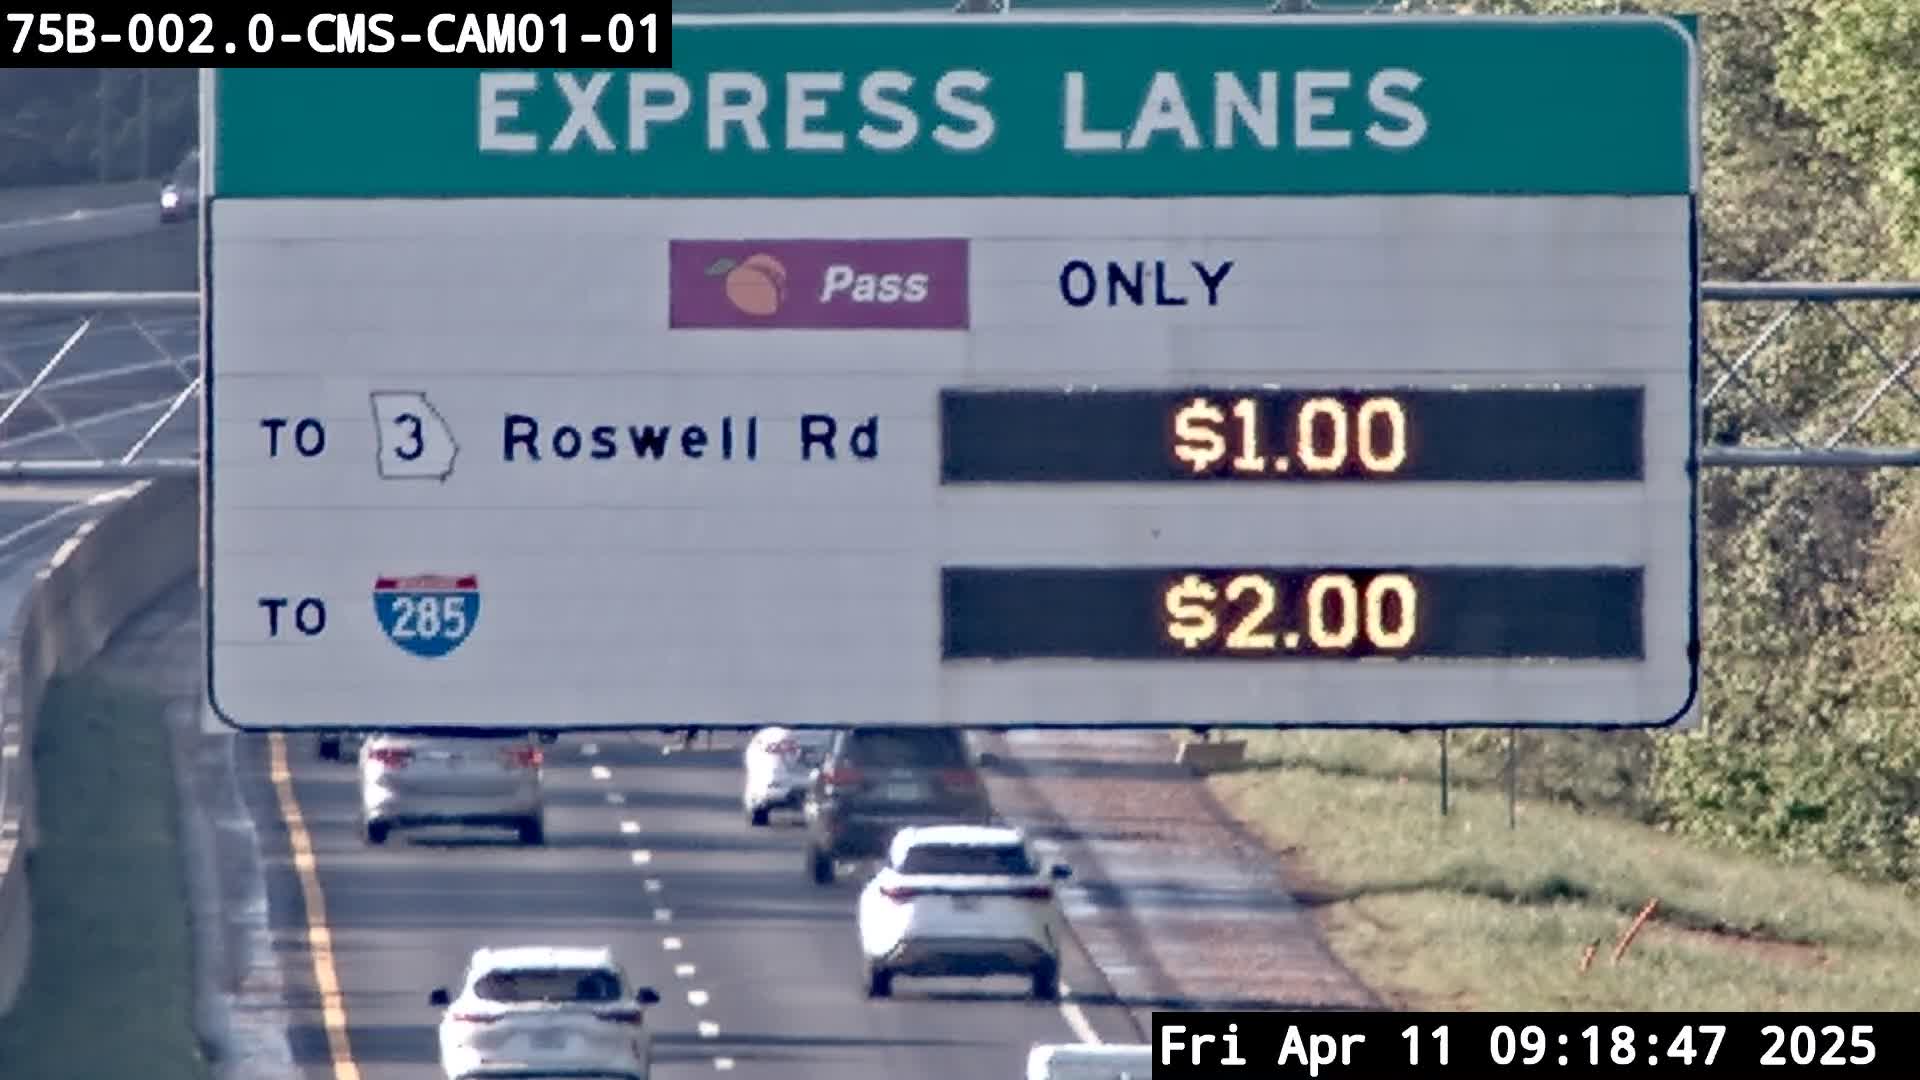 75B-002.0-CMS-CAM01-01
EXPRESS LANES
Pass ONLY
TO 3 Roswell Rd $1.00
TO 285 $2.00
Fri Apr 11 09:18:47 2025